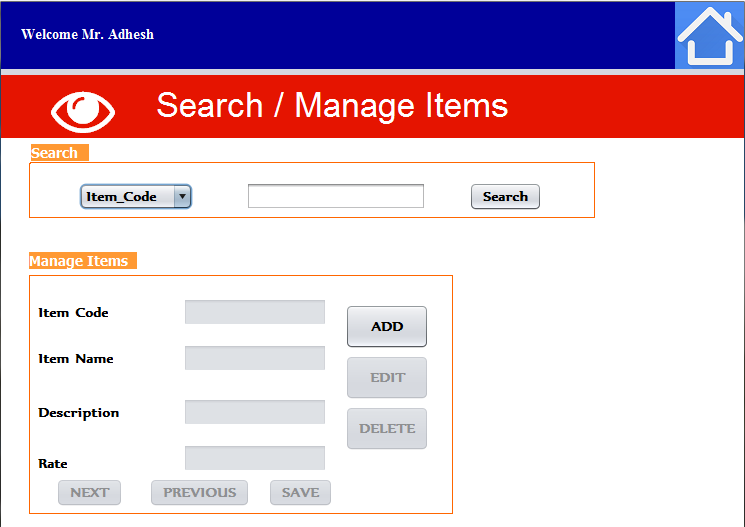 Welcome Mr. Adhesh
Search / Manage Items
Search
Item_Code
Search
Manage Items
Item Code
ADD
Item Name
EDIT
Description
DELETE
Rate
NEXT PREVIOUS SAVE